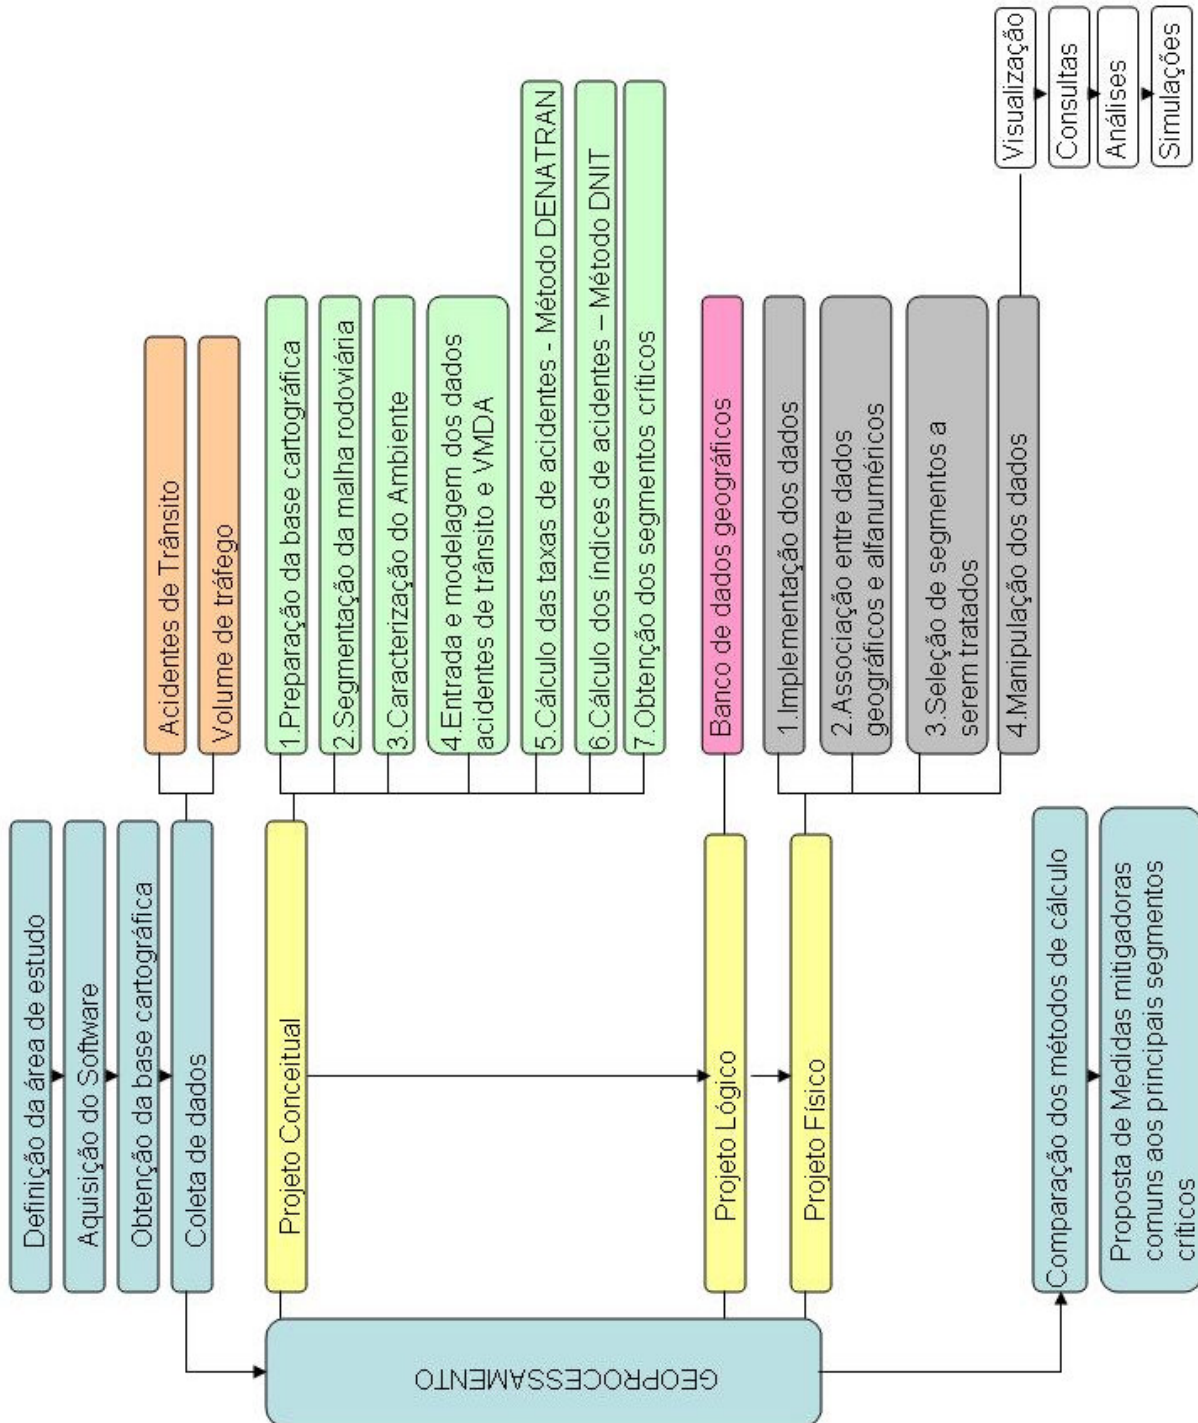 Definição da área de estudo
Aquisição do Software
Obtenção da base cartográfica
Coleta de dados
Acidentes de Trânsito
Volume de tráfego
GEOPROCESSAMENTO
Projeto Conceitual
1.Preparação da base cartográfica
2.Segmentação da malha rodoviária
3.Caracterização do Ambiente
4.Entrada e modelagem dos dados
acidentes de trânsito e VMDA
5.Cálculo das taxas de acidentes - Método DENATRAN
6.Cálculo dos índices de acidentes – Método DNIT
7.Obtenção dos segmentos críticos
Projeto Lógico
Banco de dados geográficos
Projeto Físico
1.Implementação dos dados
2.Associação entre dados
geográficos e alfanuméricos
3.Seleção de segmentos a
serem tratados
4.Manipulação dos dados
Visualização
Consultas
Análises
Simulações
Comparação dos métodos de cálculo
Proposta de Medidas mitigadoras
comuns aos principais segmentos
críticos